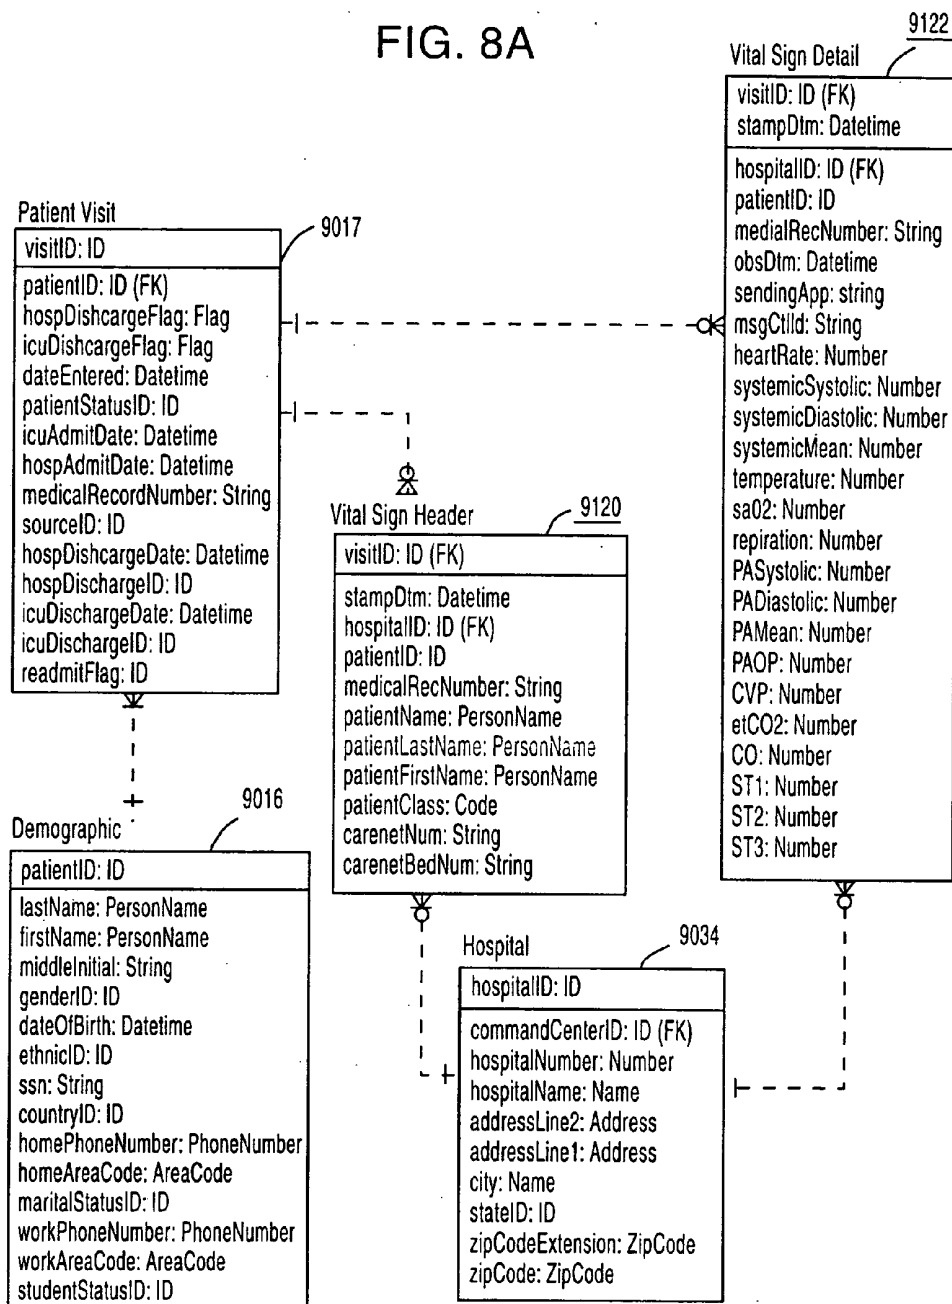 FIG. 8A
9122
Vital Sign Detail
visitID: ID (FK)
stampDtm: Datetime
hospitalID: ID (FK)
patientID: ID
medialRecNumber: String
obsDtm: Datetime
sendingApp: string
msgCtlId: String
heartRate: Number
systemicSystolic: Number
systemicDiastolic: Number
systemicMean: Number
temperature: Number
sa02: Number
repiration: Number
PASystolic: Number
PADiastolic: Number
PAMean: Number
PAOP: Number
CVP: Number
etCO2: Number
CO: Number
ST1: Number
ST2: Number
ST3: Number
Patient Visit
9017
visitID: ID
patientID: ID (FK)
hospDishcargeFlag: Flag
icuDishcargeFlag: Flag
dateEntered: Datetime
patientStatusID: ID
icuAdmitDate: Datetime
hospAdmitDate: Datetime
medicalRecordNumber: String
sourceID: ID
hospDishcargeDate: Datetime
hospDischargeID: ID
icuDischargeDate: Datetime
icuDischargeID: ID
readmitFlag: ID
Vital Sign Header
9120
visitID: ID (FK)
stampDtm: Datetime
hospitalID: ID (FK)
patientID: ID
medicalRecNumber: String
patientName: PersonName
patientLastName: PersonName
patientFirstName: PersonName
patientClass: Code
carenetNum: String
carenetBedNum: String
Demographic
9016
patientID: ID
lastName: PersonName
firstName: PersonName
middleInitial: String
genderID: ID
dateOfBirth: Datetime
ethnicID: ID
ssn: String
countryID: ID
homePhoneNumber: PhoneNumber
homeAreaCode: AreaCode
maritalStatusID: ID
workPhoneNumber: PhoneNumber
workAreaCode: AreaCode
studentStatusID: ID
Hospital
9034
hospitalID: ID
commandCenterID: ID (FK)
hospitalNumber: Number
hospitalName: Name
addressLine2: Address
addressLine1: Address
city: Name
stateID: ID
zipCodeExtension: ZipCode
zipCode: ZipCode